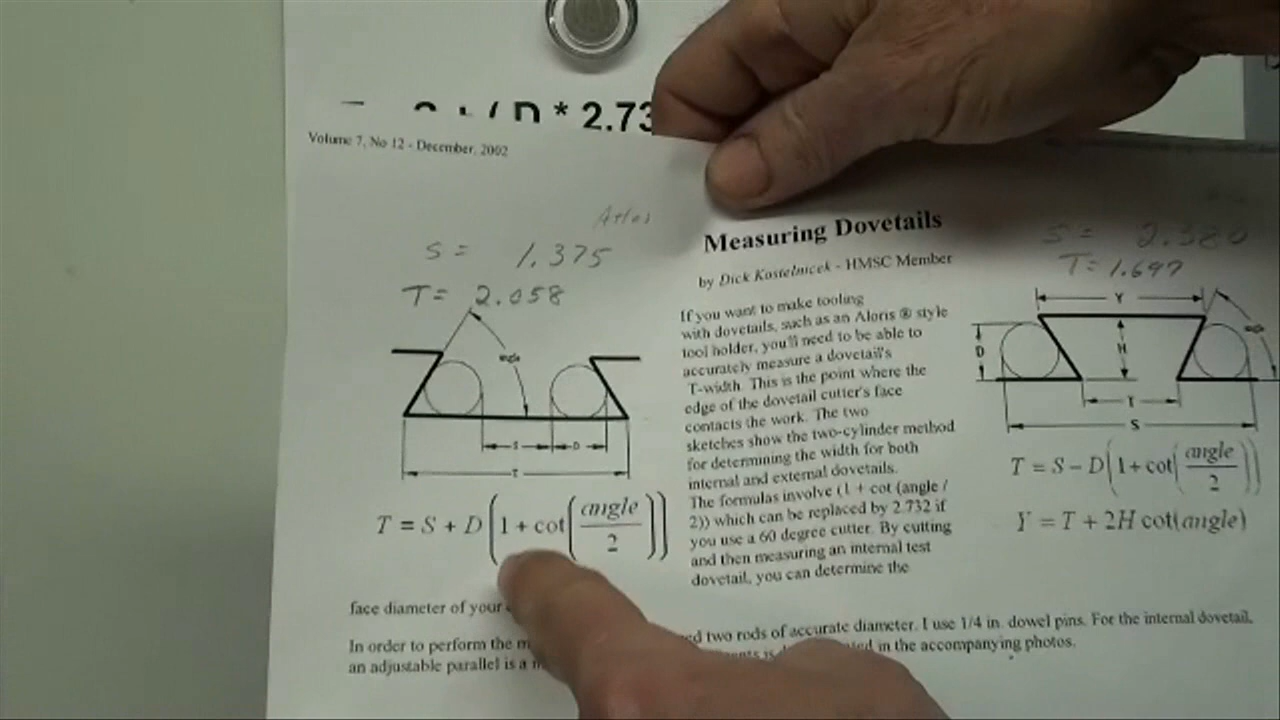 D * 2.73
Volume 7, No 12 - December, 2002
Atlas
S = 1.375
T = 2.058
angle
S
D
T
T = S + D(1 + cot(angle/2))
Measuring Dovetails
by Dick Kostelnicek - HMSC Member
If you want to make tooling
with dovetails, such as an Aloris ® style
tool holder, you'll need to be able to
accurately measure a dovetail's
T-width. This is the point where the
edge of the dovetail cutter's face
contacts the work. The two
sketches show the two-cylinder method
for determining the width for both
internal and external dovetails.
The formulas involve (1 + cot (angle /
2)) which can be replaced by 2.732 if
you use a 60 degree cutter. By cutting
and then measuring an internal test
dovetail, you can determine the
S = 2.380
T = 1.697
Y
D
H
T
S
T = S - D(1 + cot(angle/2))
Y = T + 2H cot(angle)
face diameter of your
In order to perform the two rods of accurate diameter. I use 1/4 in. dowel pins. For the internal dovetail,
an adjustable parallel is a in the accompanying photos.